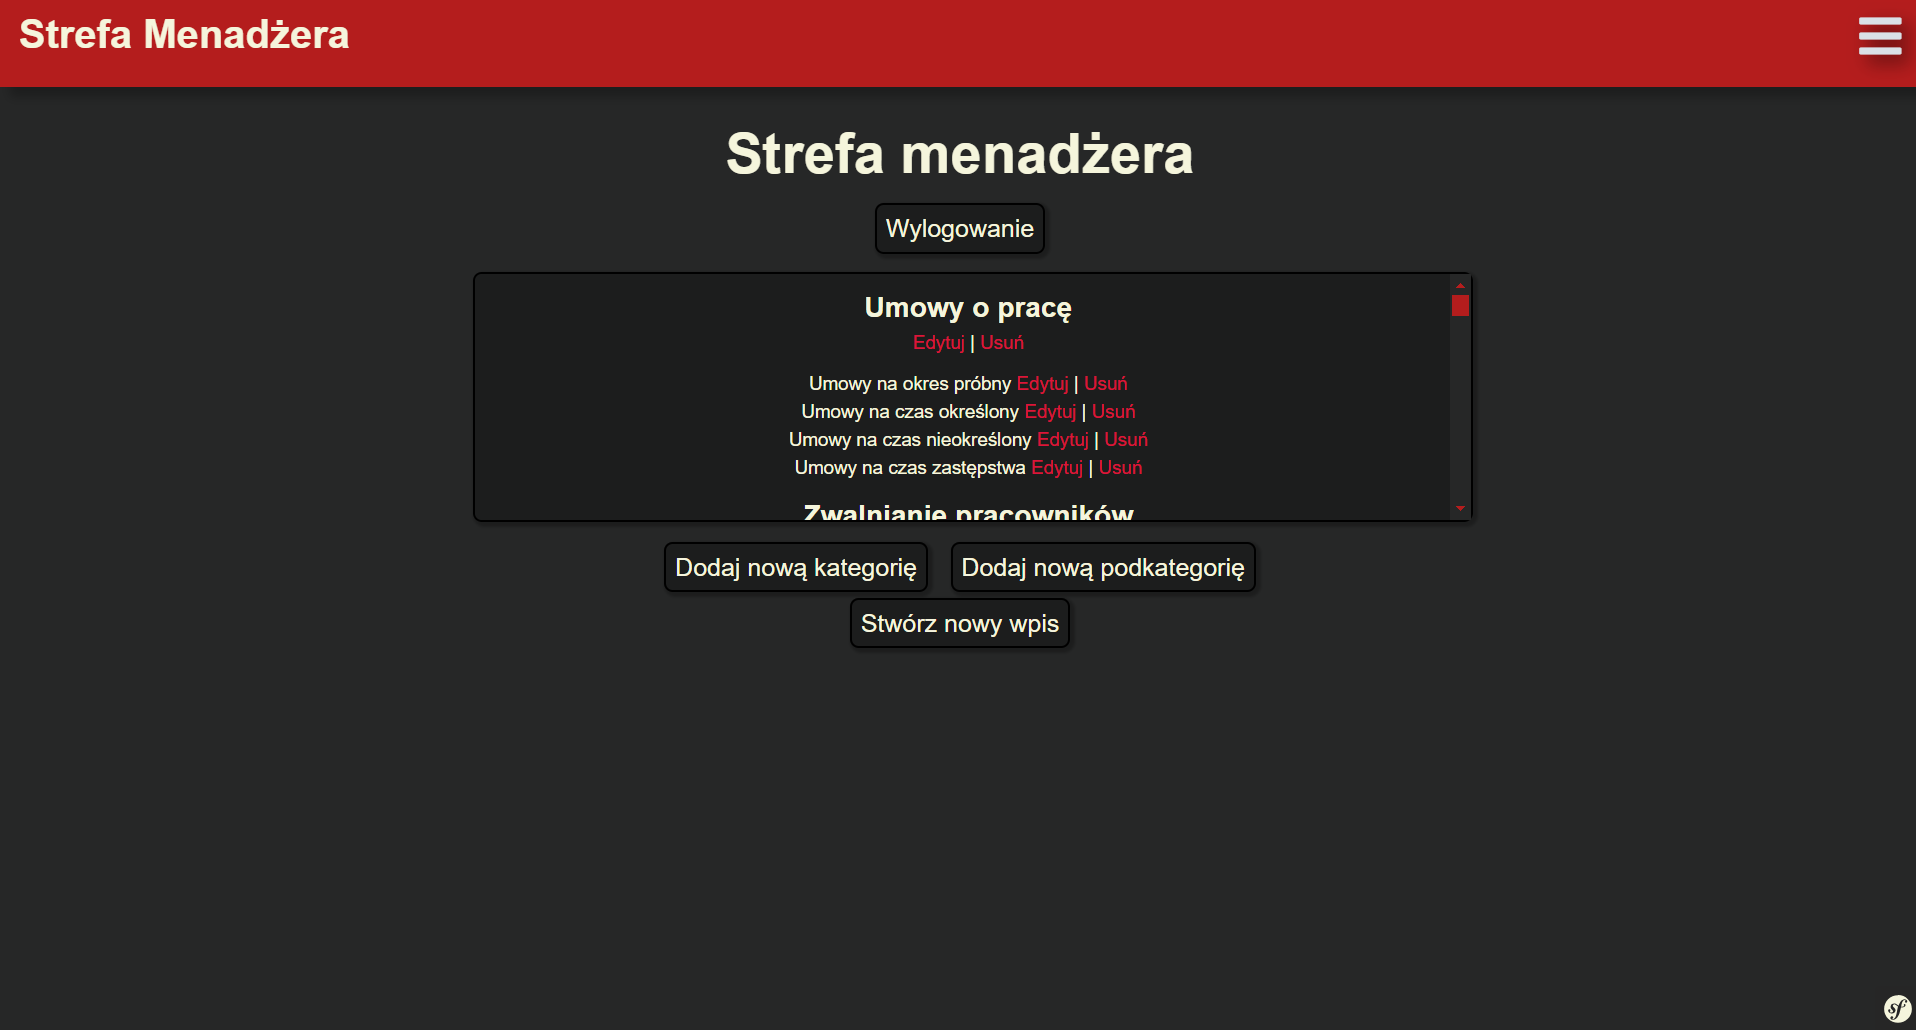 Strefa Menadżera
Strefa menadżera
Wylogowanie
Umowy o pracę
Edytuj | Usuń
Umowy na okres próbny Edytuj | Usuń
Umowy na czas określony Edytuj | Usuń
Umowy na czas nieokreślony Edytuj | Usuń
Umowy na czas zastępstwa Edytuj | Usuń
Zwalnianie pracowników
Dodaj nową kategorię Dodaj nową podkategorię
Stwórz nowy wpis
sf